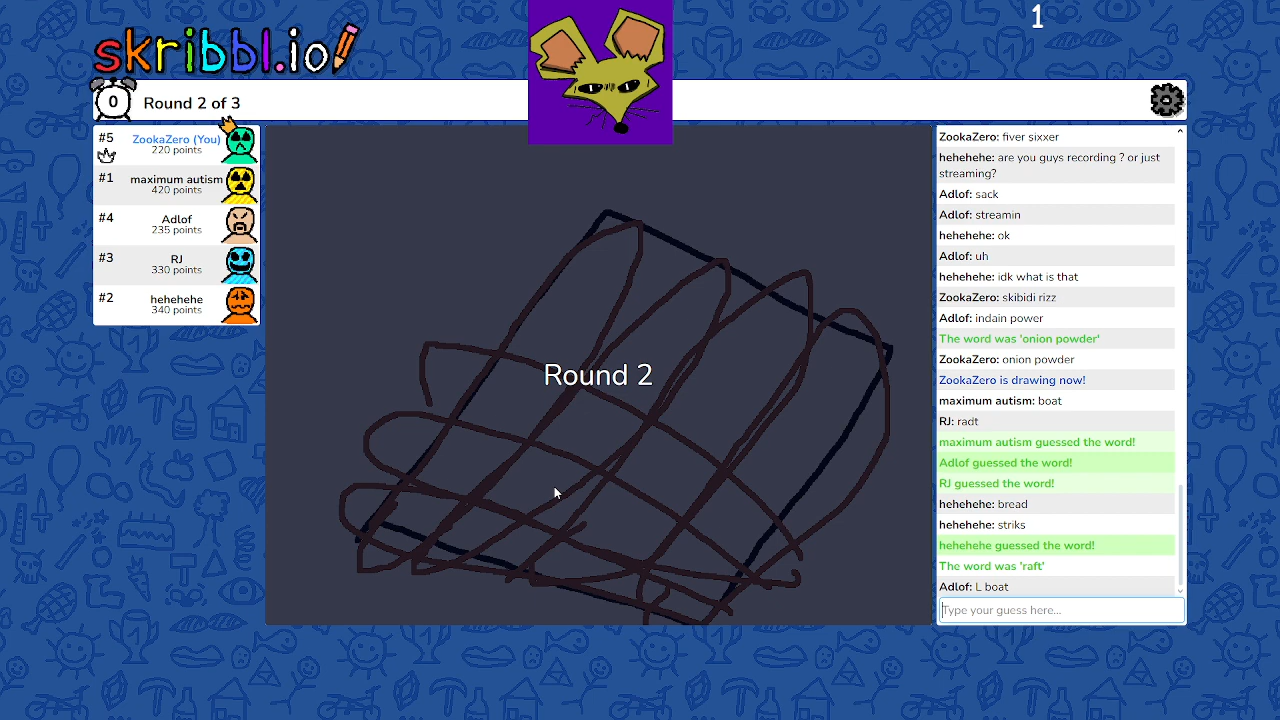 1
skribbl.io
0
Round 2 of 3
#5
ZookaZero (You)
220 points
#1
maximum autism
420 points
#4
Adlof
235 points
#3
RJ
330 points
#2
hehehehe
340 points
Round 2
ZookaZero: fiver sixxer
hehehehe: are you guys recording ? or just
streaming?
Adlof: sack
Adlof: streamin
hehehehe: ok
Adlof: uh
hehehehe: idk what is that
ZookaZero: skibidi rizz
Adlof: indain power
The word was 'onion powder'
ZookaZero: onion powder
ZookaZero is drawing now!
maximum autism: boat
RJ: radt
maximum autism guessed the word!
Adlof guessed the word!
RJ guessed the word!
hehehehe: bread
hehehehe: striks
hehehehe guessed the word!
The word was 'raft'
Adlof: L boat
Type your guess here...